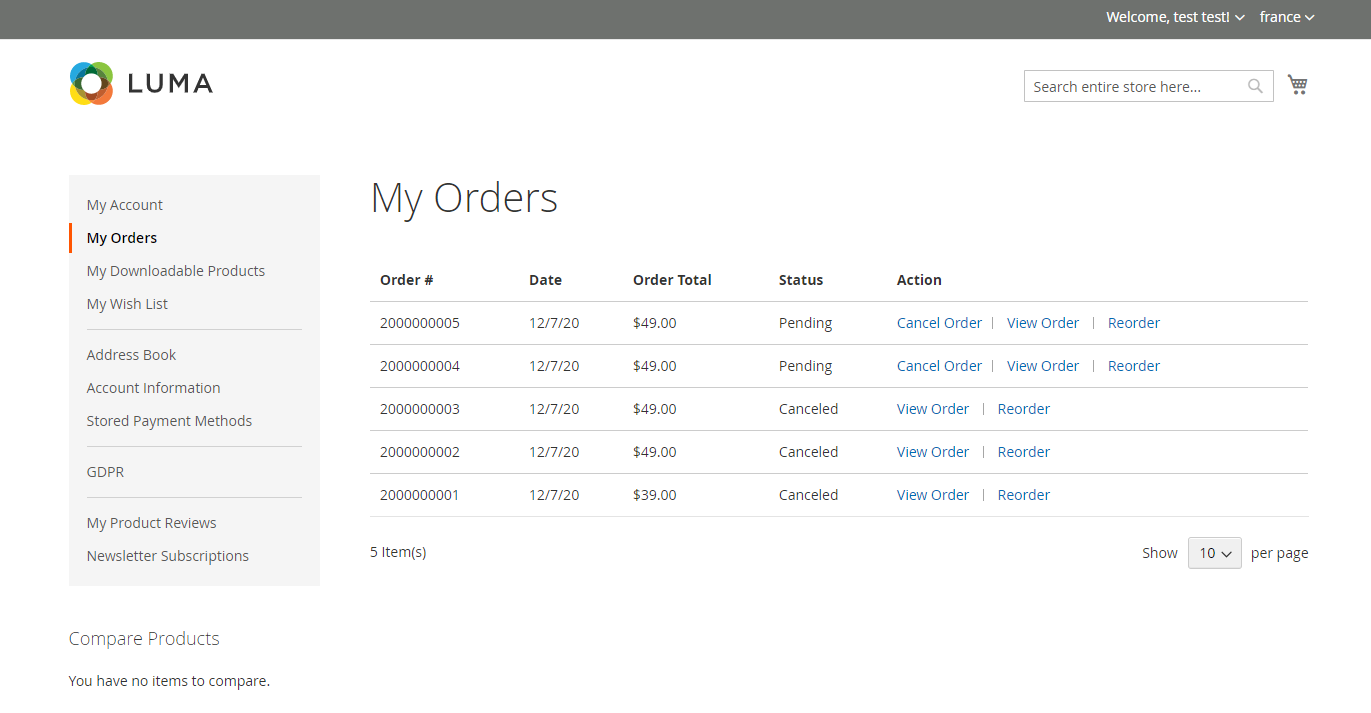 Welcome, test test! france
LUMA
Search entire store here...
My Account
My Orders
My Downloadable Products
My Wish List
Address Book
Account Information
Stored Payment Methods
GDPR
My Product Reviews
Newsletter Subscriptions
Compare Products
You have no items to compare.
My Orders
Order # Date Order Total Status Action
2000000005 12/7/20 $49.00 Pending Cancel Order | View Order | Reorder
2000000004 12/7/20 $49.00 Pending Cancel Order | View Order | Reorder
2000000003 12/7/20 $49.00 Canceled View Order | Reorder
2000000002 12/7/20 $49.00 Canceled View Order | Reorder
2000000001 12/7/20 $39.00 Canceled View Order | Reorder
5 Item(s) Show 10 per page